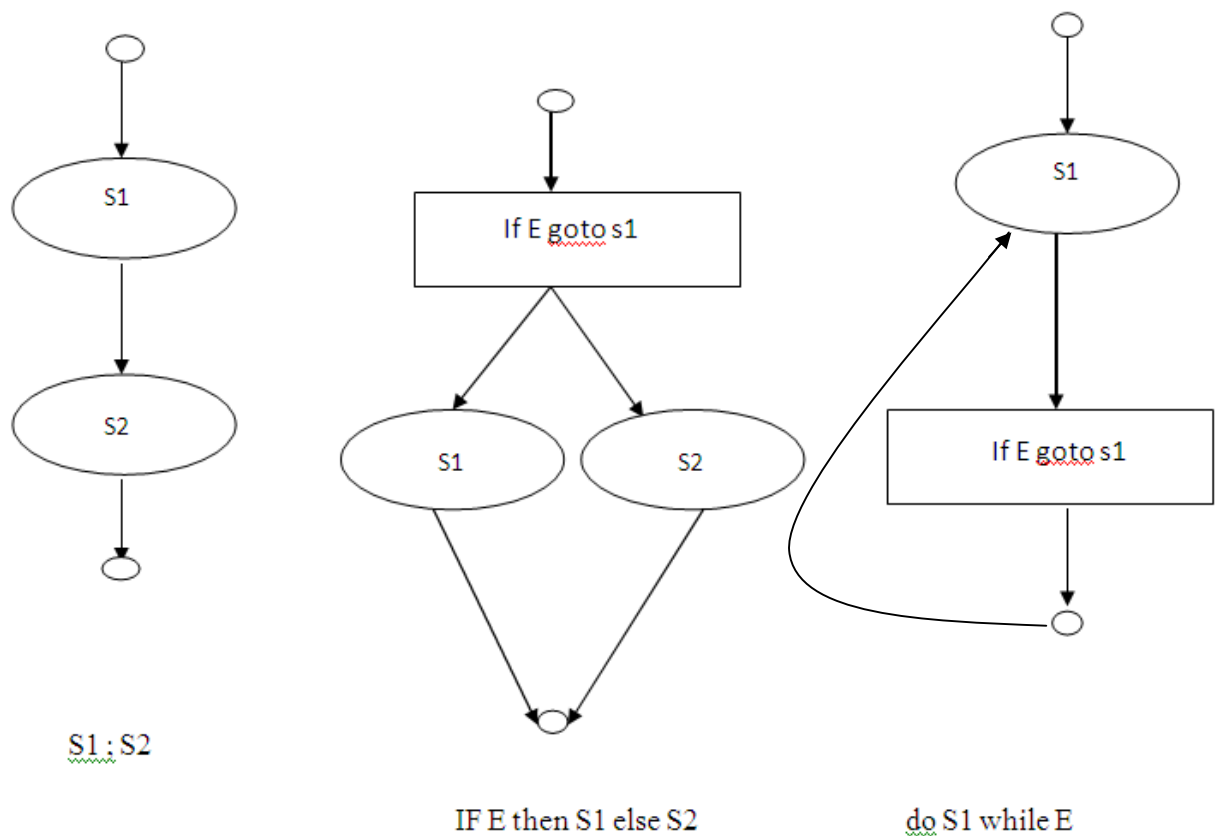 S1
S2
S1 ; S2
If E goto s1
S1
S2
IF E then S1 else S2
S1
If E goto s1
do S1 while E